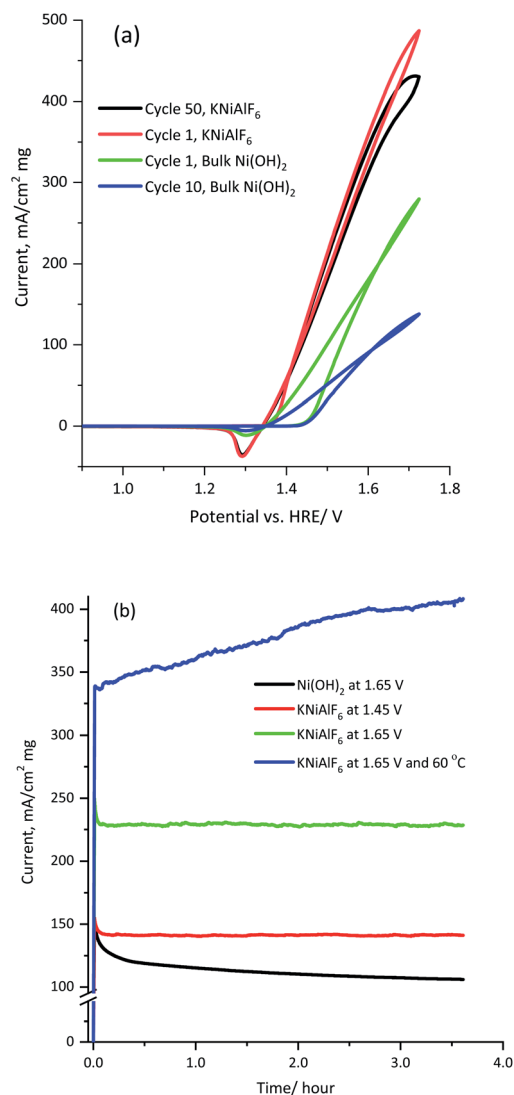 (a)
500
400
300
200
100
0
Current, mA/cm² mg
Cycle 50, KNiAlF₆
Cycle 1, KNiAlF₆
Cycle 1, Bulk Ni(OH)₂
Cycle 10, Bulk Ni(OH)₂
1.0 1.2 1.4 1.6 1.8
Potential vs. HRE/ V
(b)
400
350
300
250
200
150
100
0
Current, mA/cm² mg
Ni(OH)₂ at 1.65 V
KNiAlF₆ at 1.45 V
KNiAlF₆ at 1.65 V
KNiAlF₆ at 1.65 V and 60 °C
0.0 1.0 2.0 3.0 4.0
Time/ hour